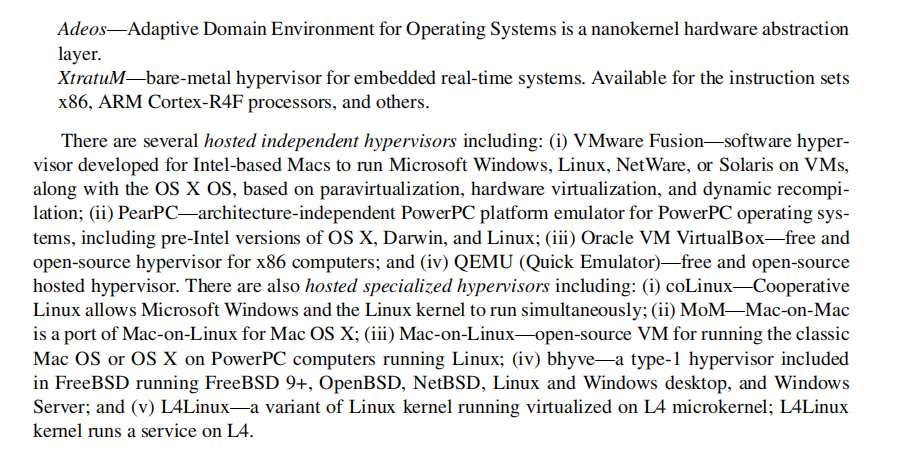 Adeos—Adaptive Domain Environment for Operating Systems is a nanokernel hardware abstraction
layer.
XtratuM—bare-metal hypervisor for embedded real-time systems. Available for the instruction sets
x86, ARM Cortex-R4F processors, and others.
There are several hosted independent hypervisors including: (i) VMware Fusion—software hyper-
visor developed for Intel-based Macs to run Microsoft Windows, Linux, NetWare, or Solaris on VMs,
along with the OS X OS, based on paravirtualization, hardware virtualization, and dynamic recompi-
lation; (ii) PearPC—architecture-independent PowerPC platform emulator for PowerPC operating sys-
tems, including pre-Intel versions of OS X, Darwin, and Linux; (iii) Oracle VM VirtualBox—free and
open-source hypervisor for x86 computers; and (iv) QEMU (Quick Emulator)—free and open-source
hosted hypervisor. There are also hosted specialized hypervisors including: (i) coLinux—Cooperative
Linux allows Microsoft Windows and the Linux kernel to run simultaneously; (ii) MoM—Mac-on-Mac
is a port of Mac-on-Linux for Mac OS X; (iii) Mac-on-Linux—open-source VM for running the classic
Mac OS or OS X on PowerPC computers running Linux; (iv) bhyve—a type-1 hypervisor included
in FreeBSD running FreeBSD 9+, OpenBSD, NetBSD, Linux and Windows desktop, and Windows
Server; and (v) L4Linux—a variant of Linux kernel running virtualized on L4 microkernel; L4Linux
kernel runs a service on L4.